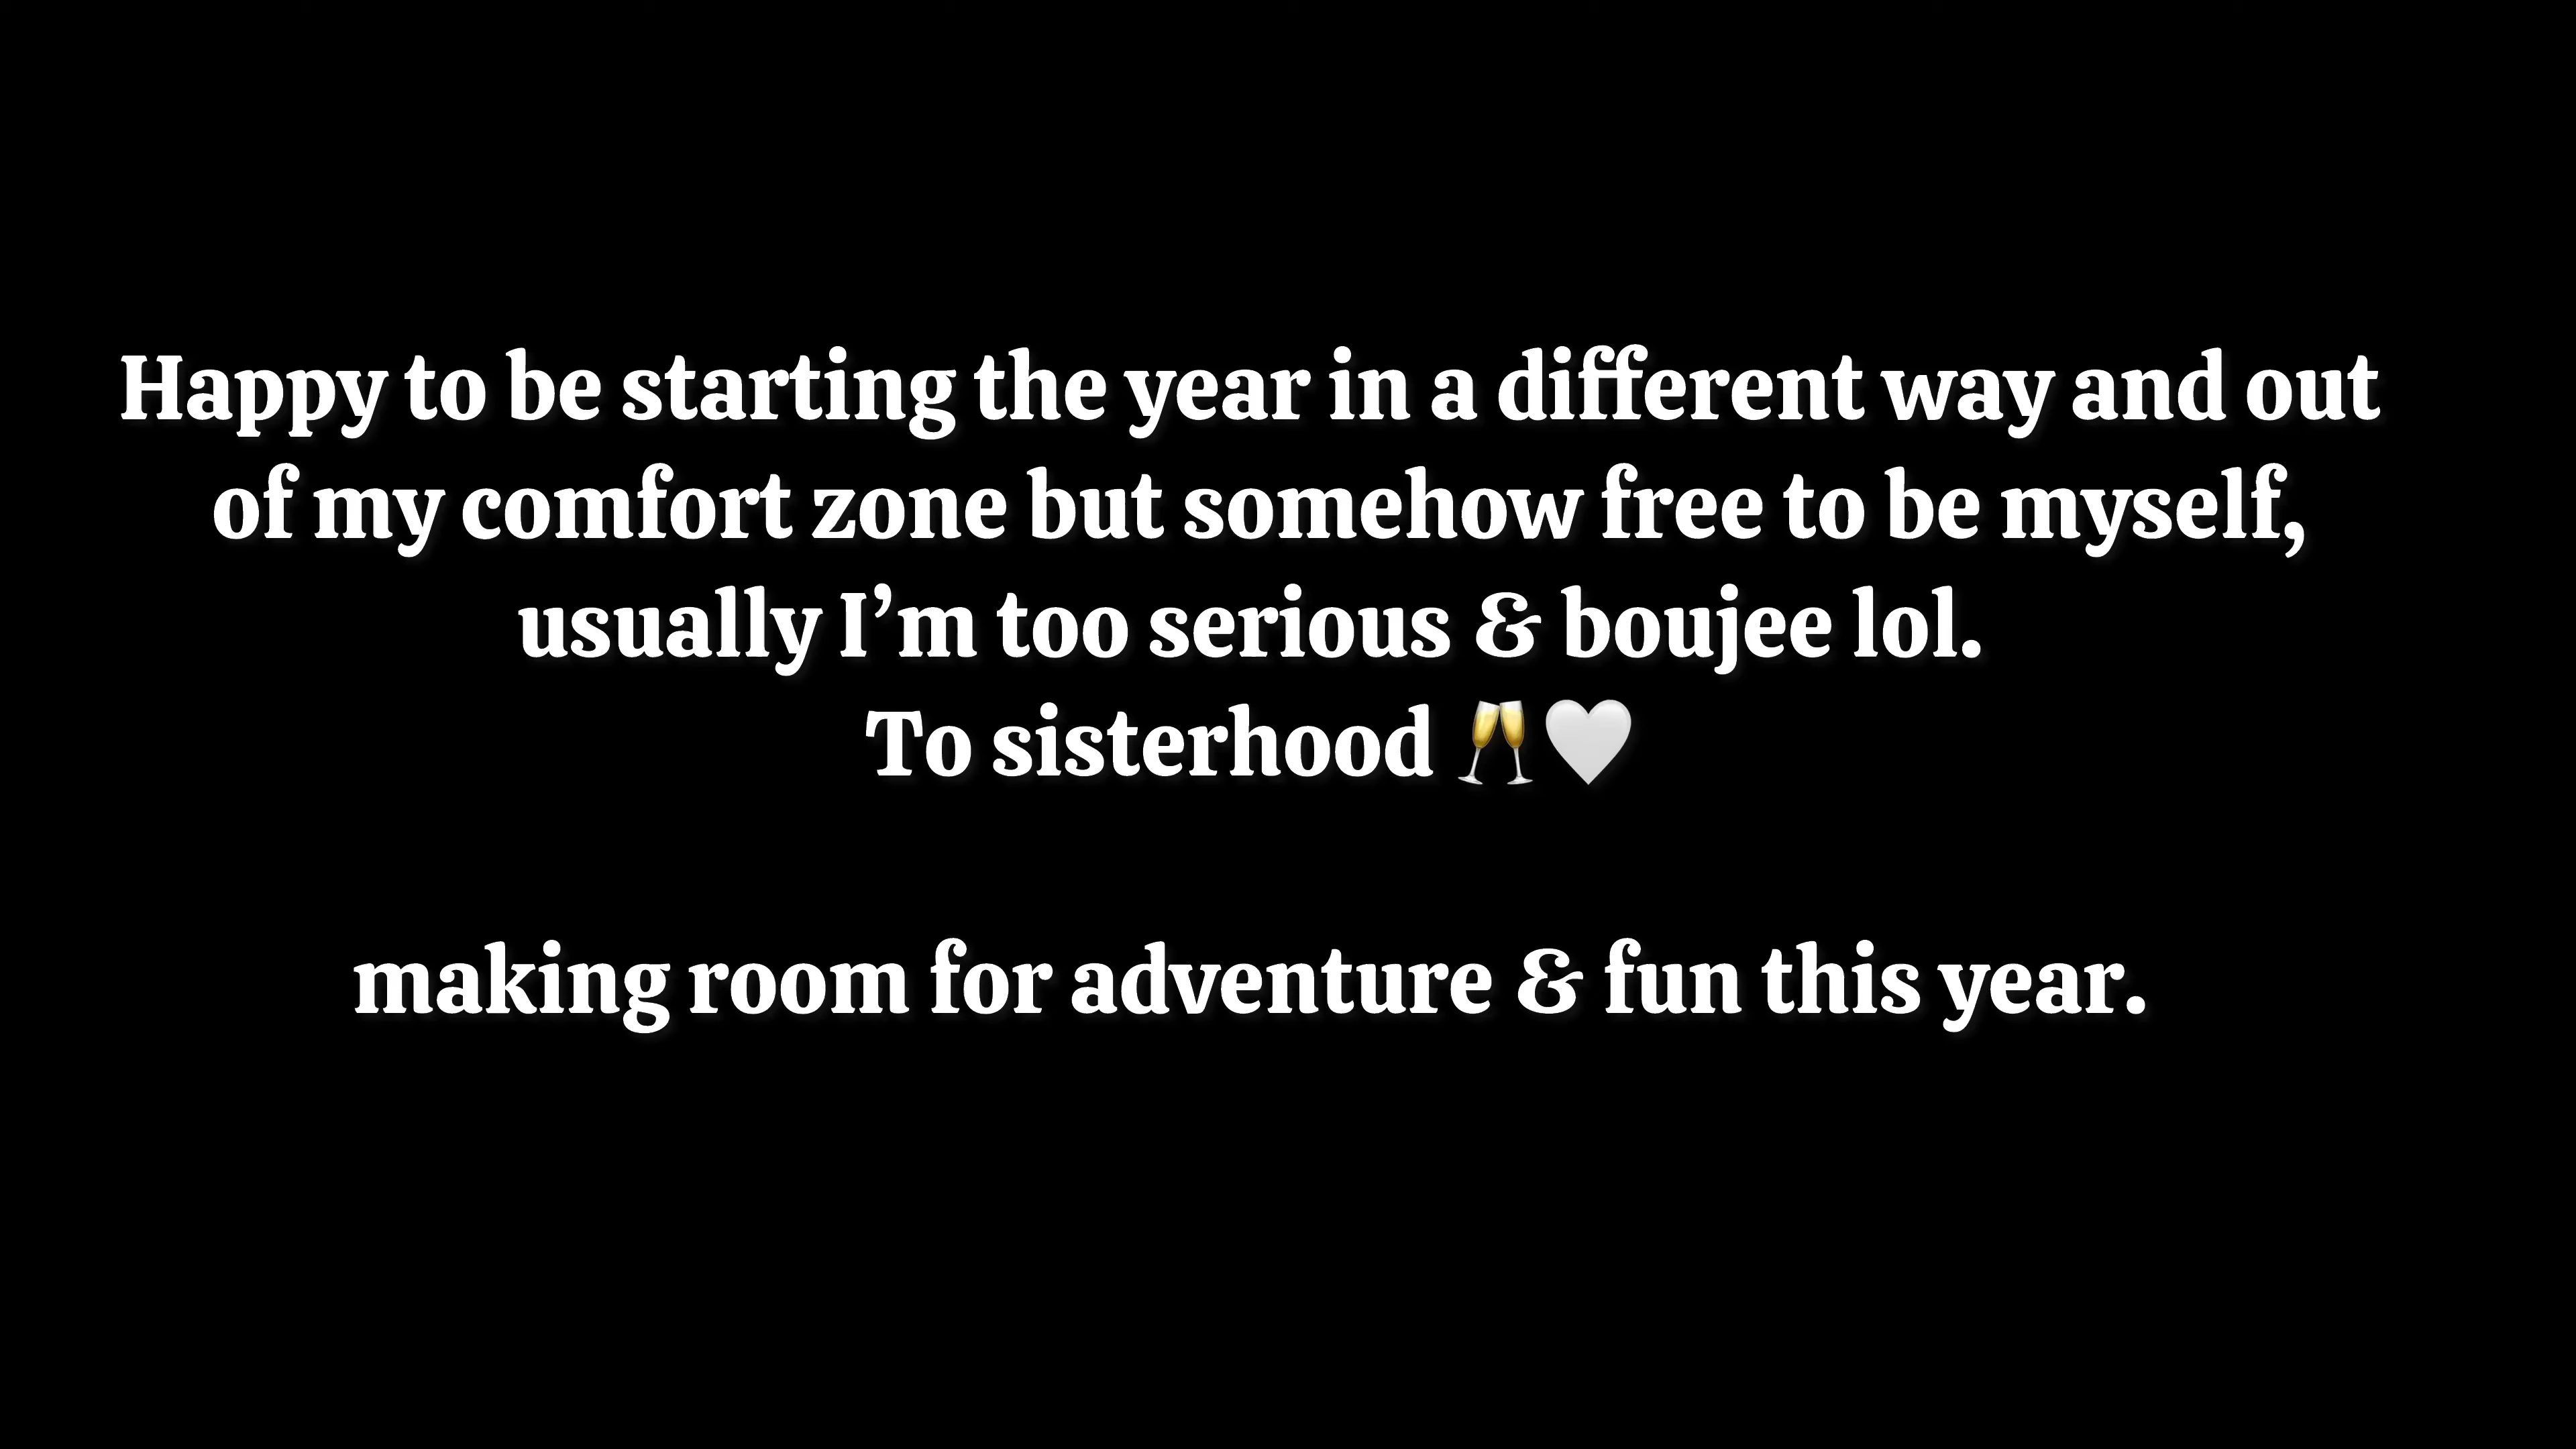 Happy to be starting the year in a different way and out
of my comfort zone but somehow free to be myself,
usually I’m too serious & boujee lol.
To sisterhood 🥂🤍
making room for adventure & fun this year.